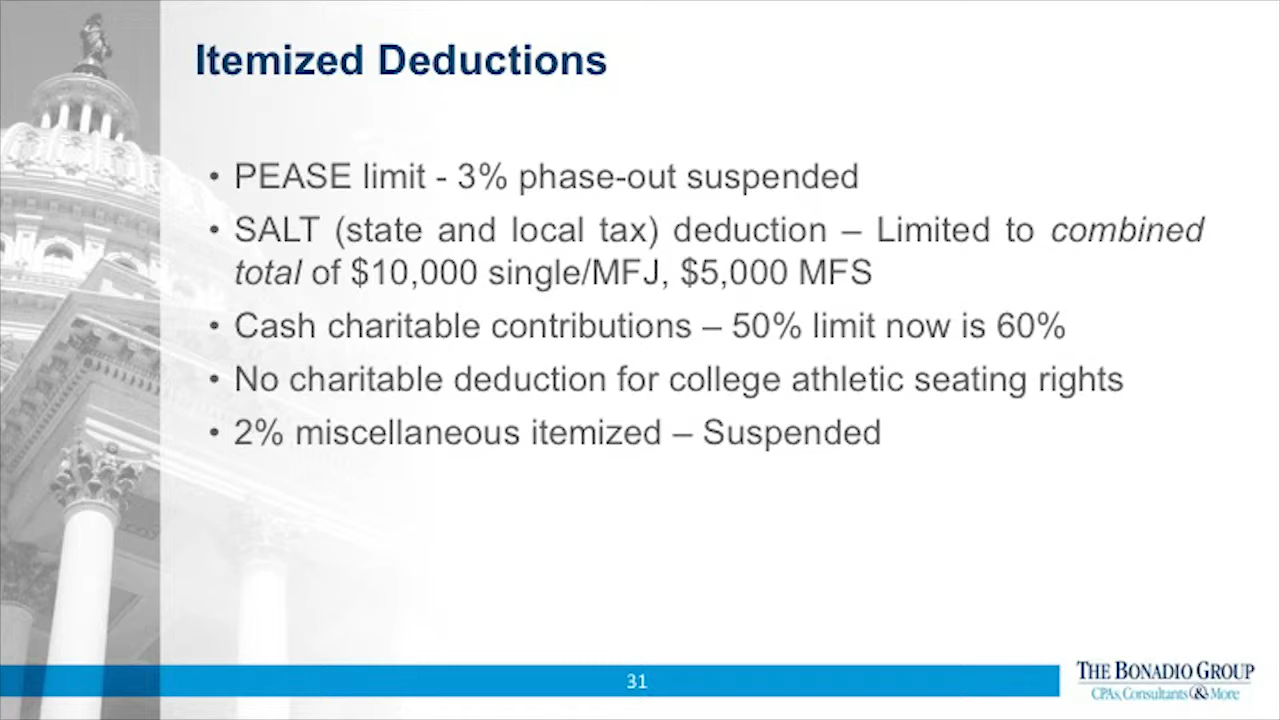 Itemized Deductions
• PEASE limit - 3% phase-out suspended
• SALT (state and local tax) deduction – Limited to combined
total of $10,000 single/MFJ, $5,000 MFS
• Cash charitable contributions – 50% limit now is 60%
• No charitable deduction for college athletic seating rights
• 2% miscellaneous itemized – Suspended
31
THE BONADIO GROUP
CPAs, Consultants & More